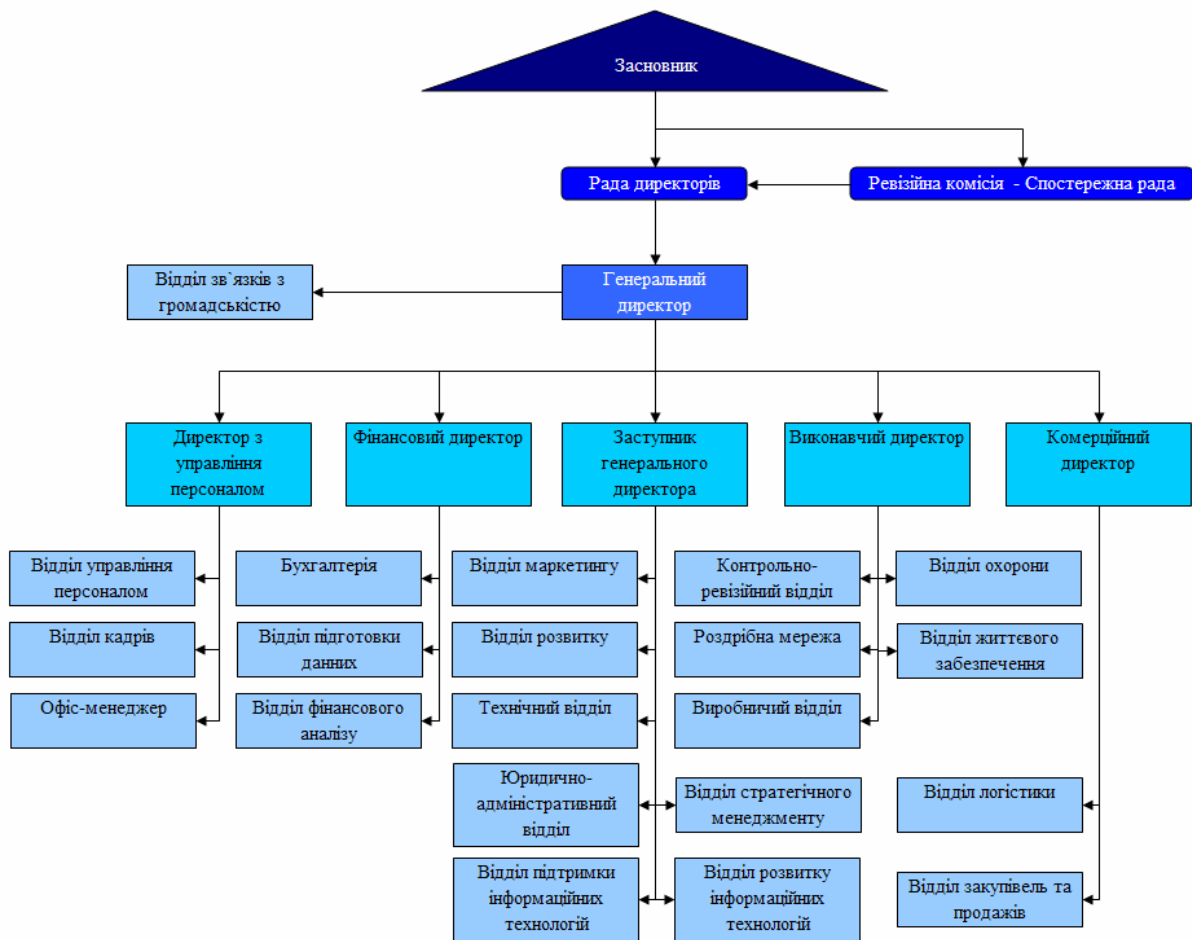 Засновник
Рада директорів
Ревізійна комісія - Спостережна рада
Відділ зв`язків з
громадськістю
Генеральний
директор
Директор з
управління
персоналом
Фінансовий директор
Заступник
генерального
директора
Виконавчий директор
Комерційний
директор
Відділ управління
персоналом
Бухгалтерія
Відділ маркетингу
Контрольно-
ревізійний відділ
Відділ охорони
Відділ кадрів
Відділ підготовки
данних
Відділ розвитку
Роздрібна мережа
Відділ життєвого
забезпечення
Офіс-менеджер
Відділ фінансового
аналізу
Технічний відділ
Виробничий відділ
Юридично-
адміністративний
відділ
Відділ стратегічного
менеджменту
Відділ логістики
Відділ підтримки
інформаційних
технологій
Відділ розвитку
інформаційних
технологій
Відділ закупівель та
продажів